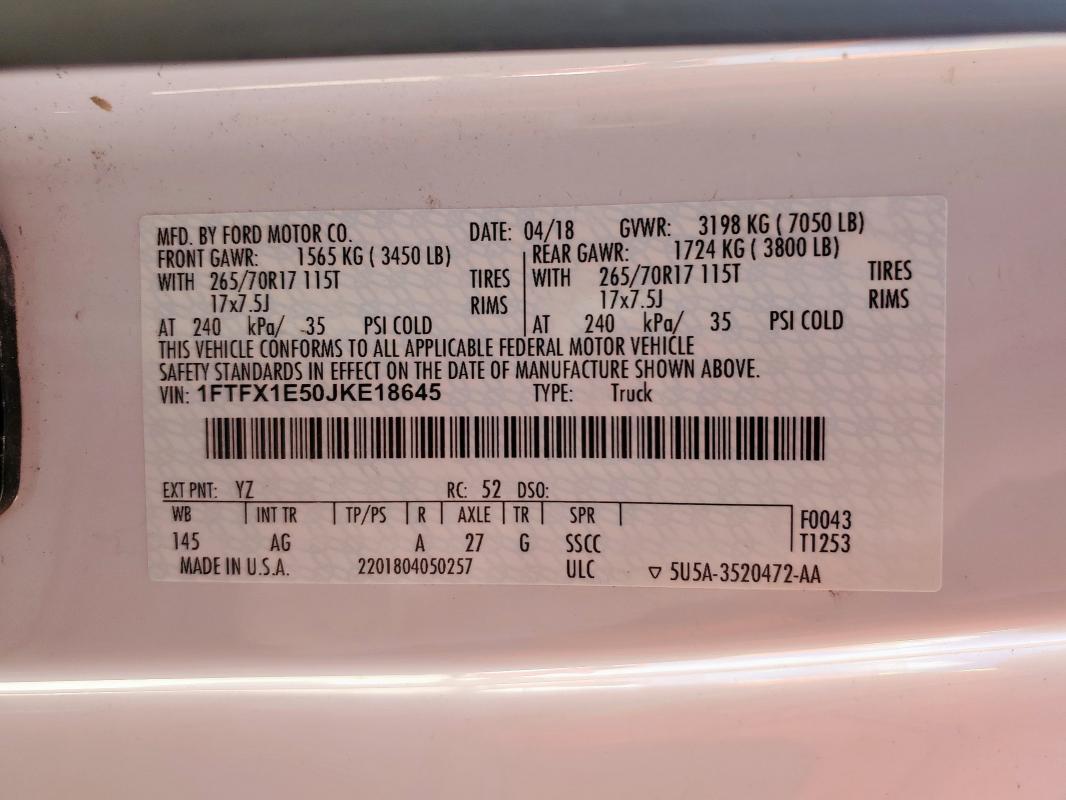 MFD. BY FORD MOTOR CO. DATE: 04/18 GVWR: 3198 KG ( 7050 LB)
FRONT GAWR: 1565 KG ( 3450 LB) REAR GAWR: 1724 KG ( 3800 LB)
WITH 265/70R17 115T TIRES WITH 265/70R17 115T TIRES
17x7.5J RIMS 17x7.5J RIMS
AT 240 kPa/ 35 PSI COLD AT 240 kPa/ 35 PSI COLD
THIS VEHICLE CONFORMS TO ALL APPLICABLE FEDERAL MOTOR VEHICLE
SAFETY STANDARDS IN EFFECT ON THE DATE OF MANUFACTURE SHOWN ABOVE.
VIN: 1FTFX1E50JKE18645 TYPE: Truck
EXT PNT: YZ RC: 52 DSO:
WB INT TR TP/PS R AXLE TR SPR F0043
145 AG A 27 G SSCC T1253
MADE IN U.S.A. 2201804050257 ULC ▽ 5U5A-3520472-AA